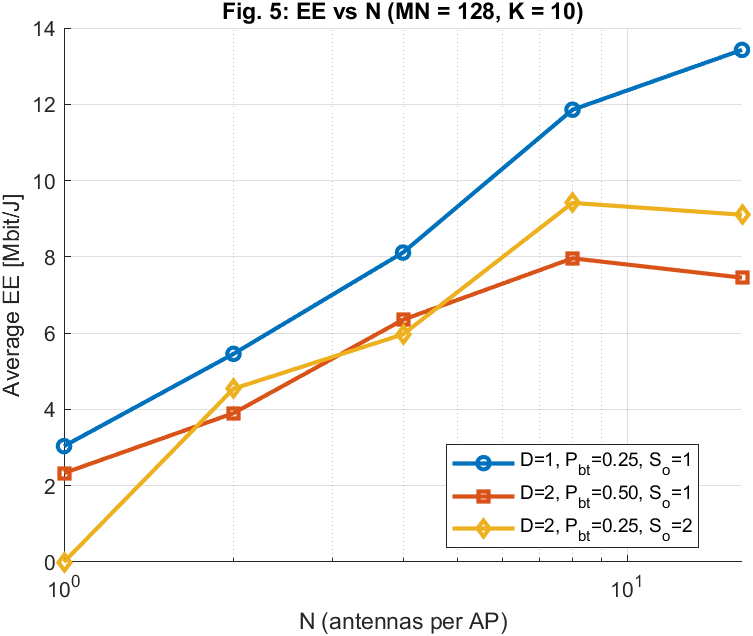 Fig. 5: EE vs N (MN = 128, K = 10)
14
12
10
8
6
4
2
0
Average EE [Mbit/J]
10^0
10^1
N (antennas per AP)
D=1, P_bt=0.25, S_o=1
D=2, P_bt=0.50, S_o=1
D=2, P_bt=0.25, S_o=2